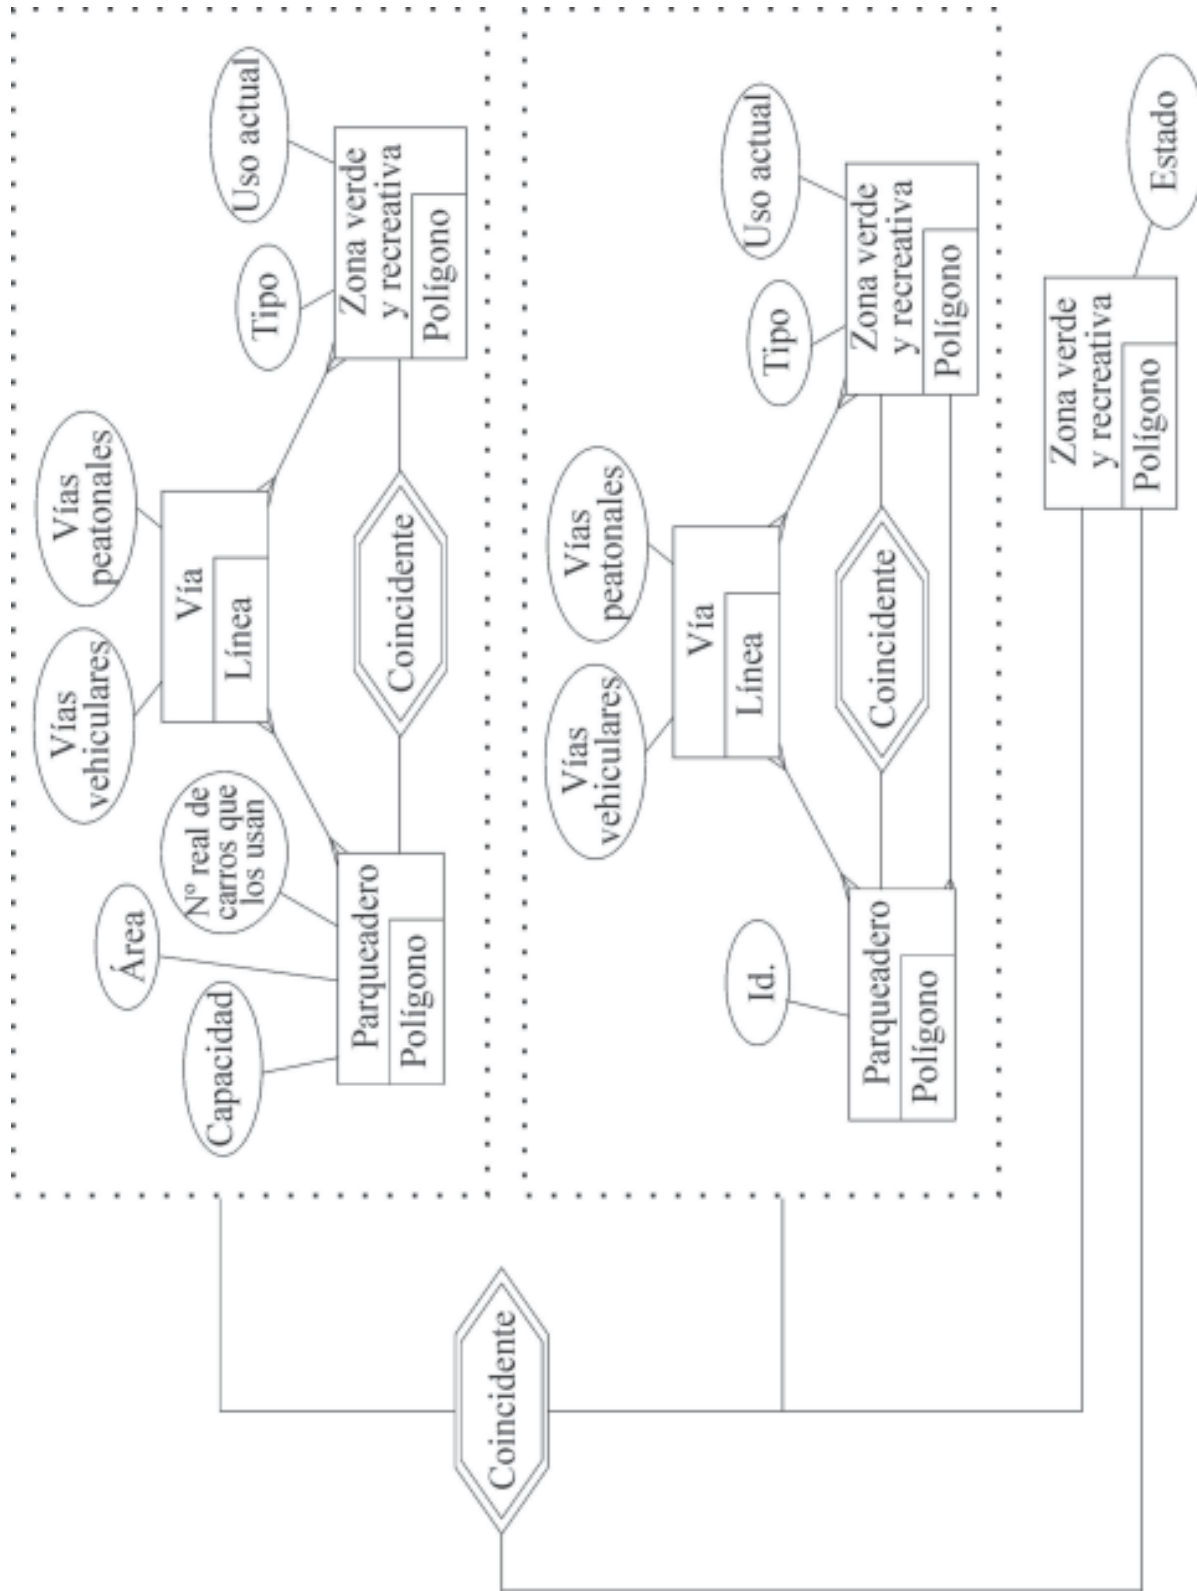 Capacidad
Área
Nº real de
carros que
los usan
Vías
vehiculares
Vías
peatonales
Tipo
Uso actual
Parqueadero
Polígono
Vía
Línea
Coincidente
Zona verde
y recreativa
Polígono
Coincidente
Id.
Vías
vehiculares
Vías
peatonales
Tipo
Uso actual
Parqueadero
Polígono
Vía
Línea
Coincidente
Zona verde
y recreativa
Polígono
Zona verde
y recreativa
Polígono
Estado